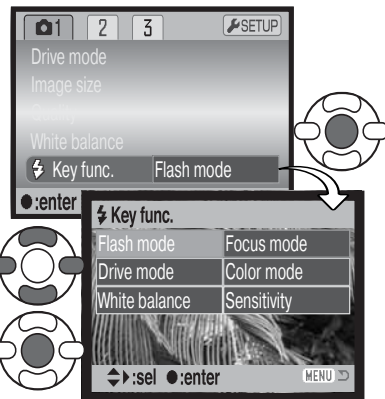 1 2 3 SETUP
Drive mode
Image size
Quality
White balance
Key func. Flash mode
:enter
Key func.
Flash mode Focus mode
Drive mode Color mode
White balance Sensitivity
:sel :enter MENU